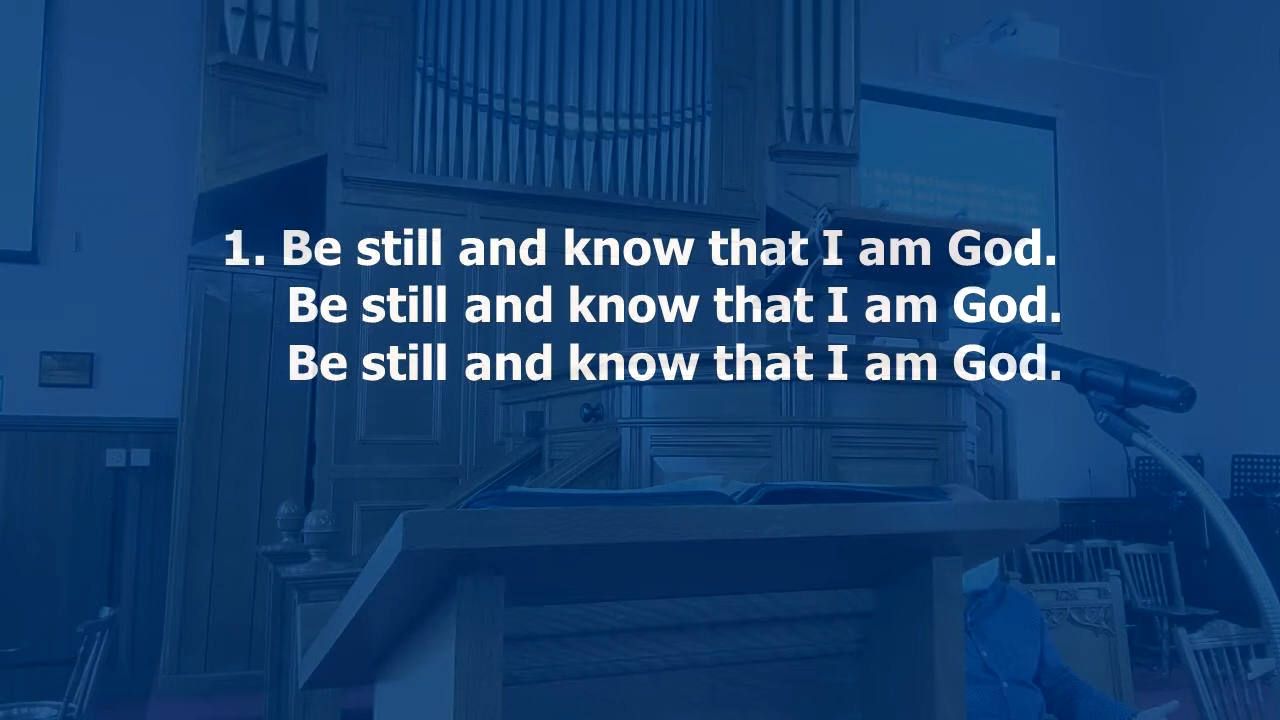 1. Be still and know that I am God.
Be still and know that I am God.
Be still and know that I am God.